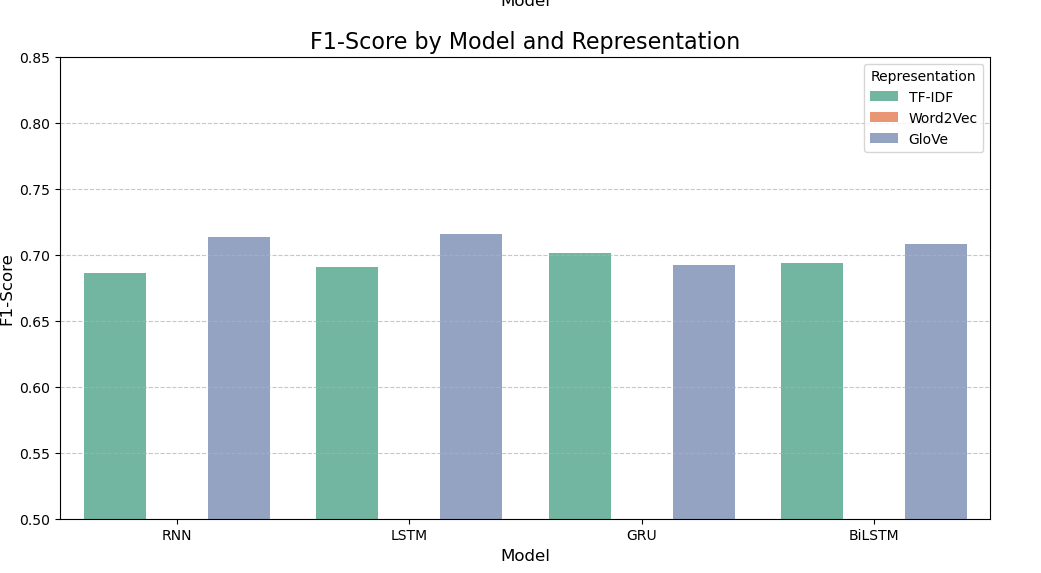 Model
F1-Score by Model and Representation
0.85
0.80
0.75
0.70
0.65
0.60
0.55
0.50
F1-Score
Representation
TF-IDF
Word2Vec
GloVe
RNN
LSTM
GRU
BiLSTM
Model